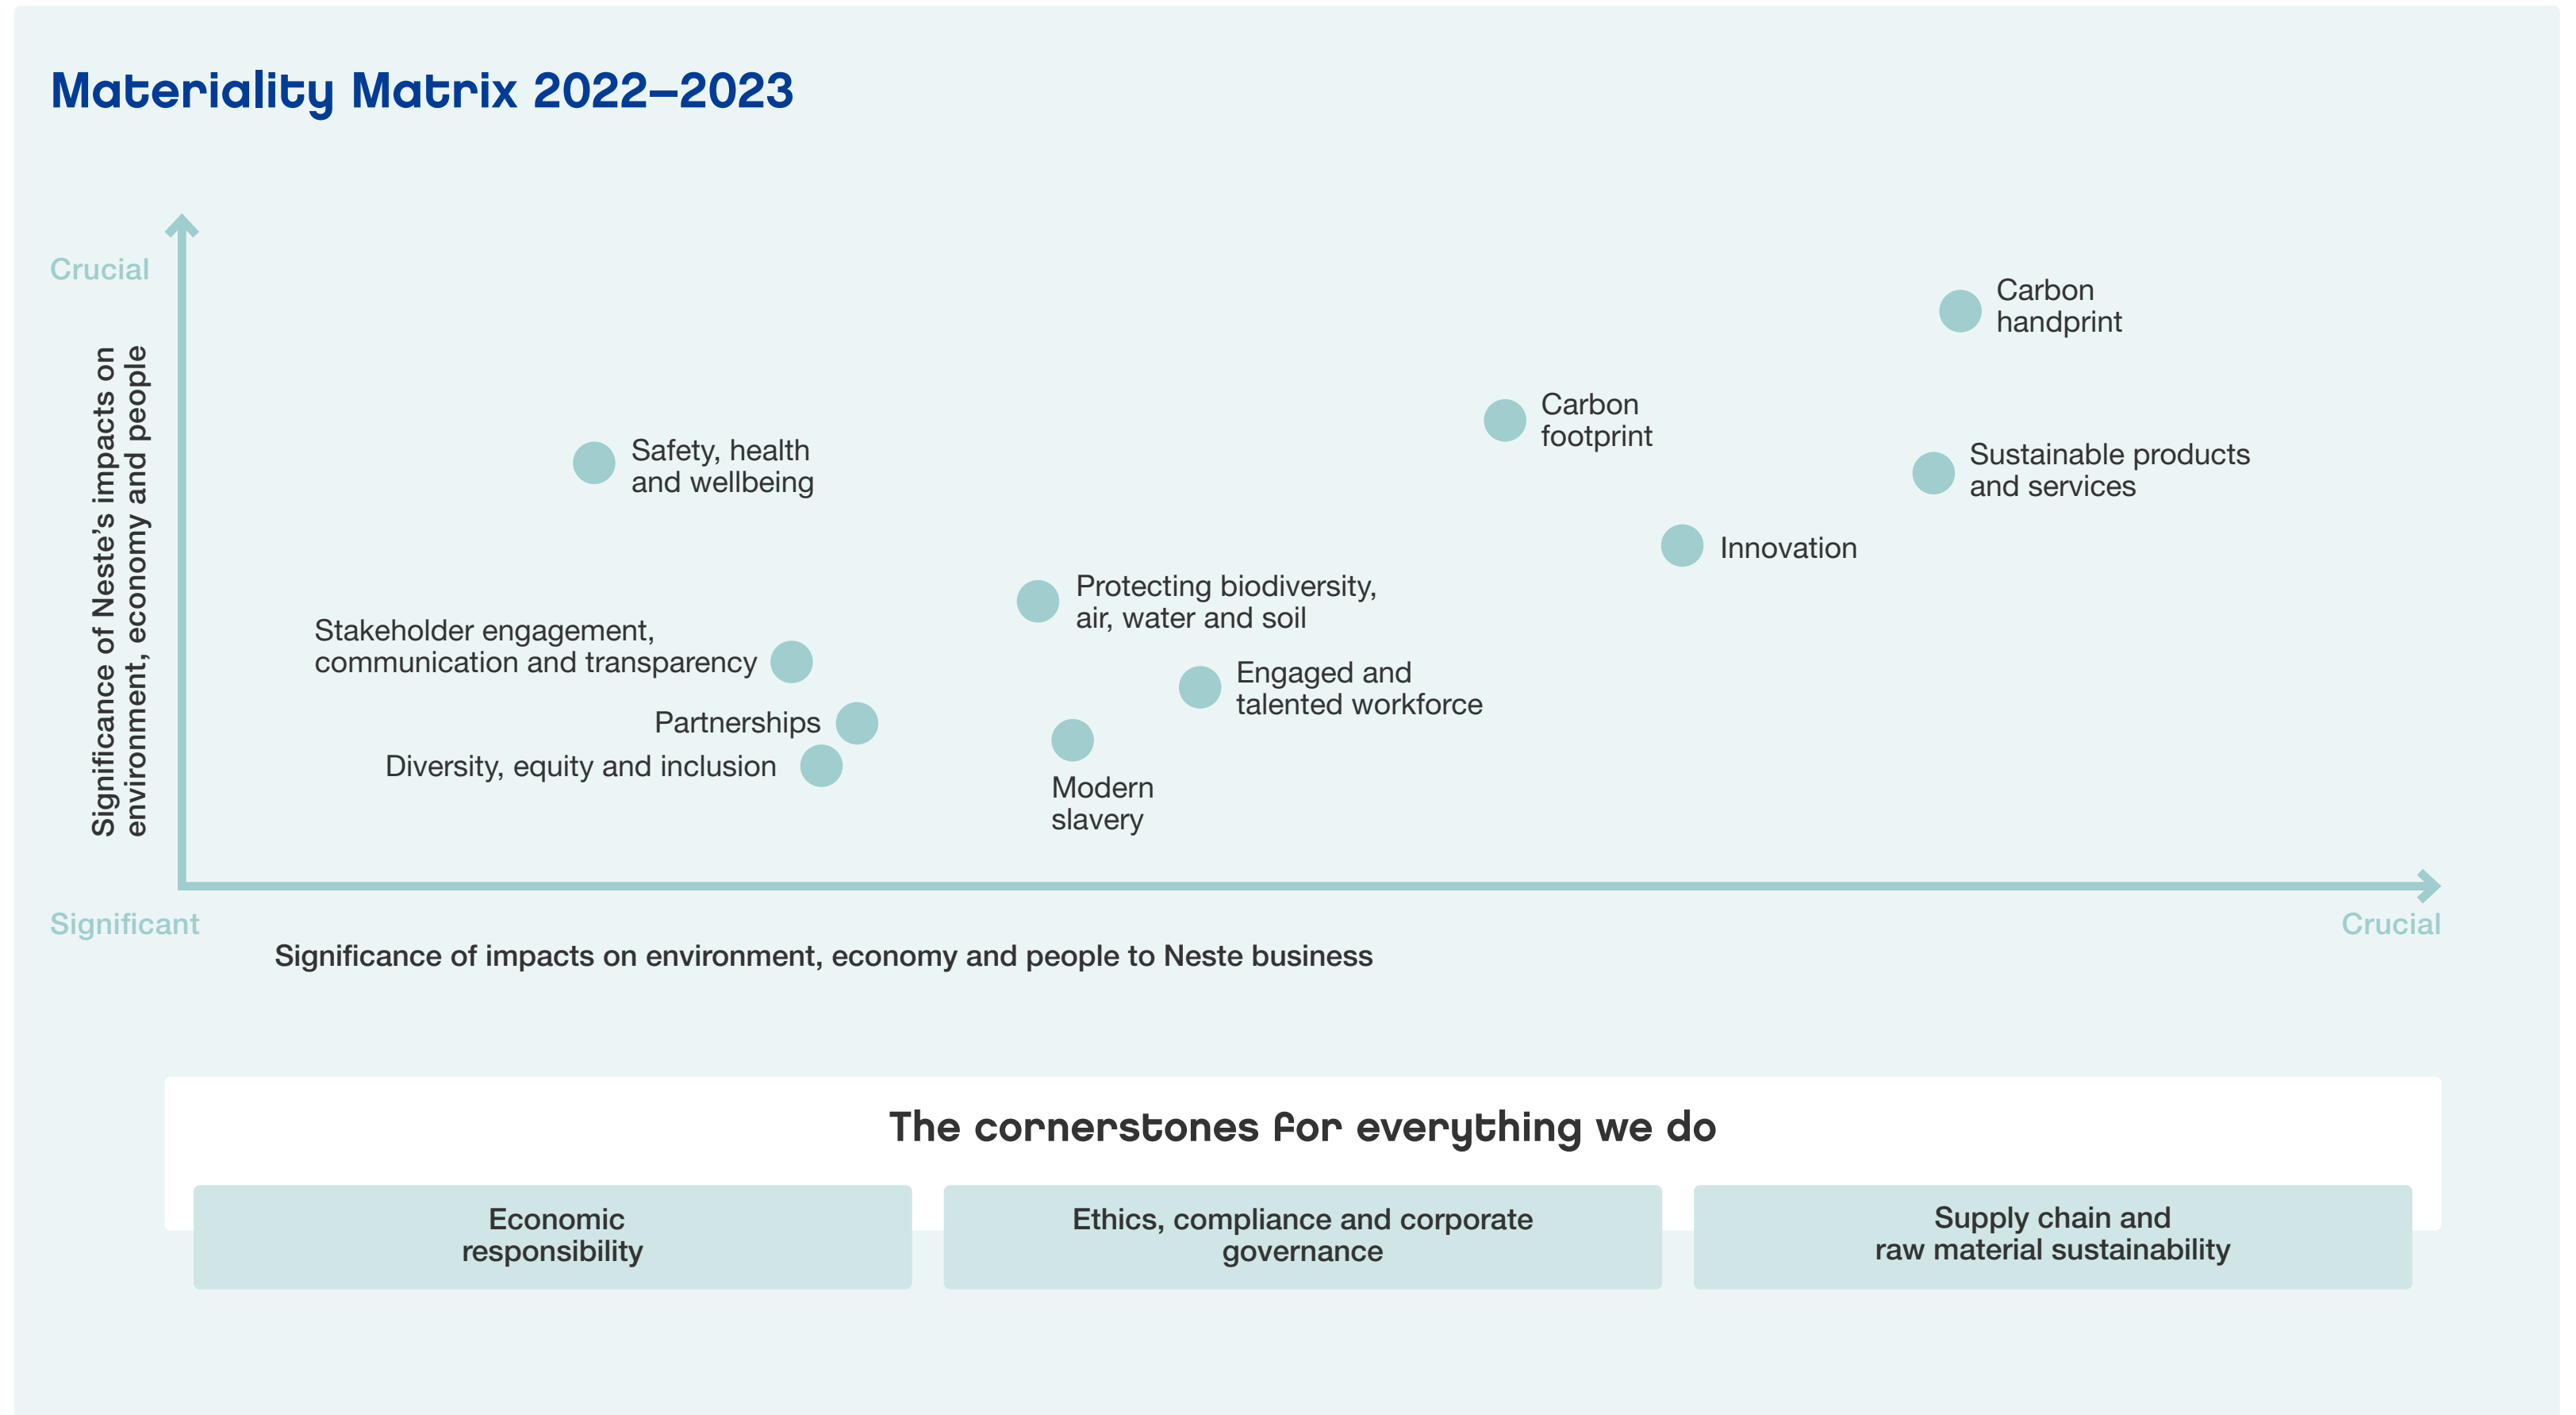 Materiality Matrix 2022–2023
Crucial
Significance of Neste's impacts on
environment, economy and people
Carbon
handprint
Carbon
footprint
Safety, health
and wellbeing
Sustainable products
and services
Innovation
Protecting biodiversity,
air, water and soil
Stakeholder engagement,
communication and transparency
Engaged and
talented workforce
Partnerships
Diversity, equity and inclusion
Modern
slavery
Significant
Crucial
Significance of impacts on environment, economy and people to Neste business
The cornerstones for everything we do
Economic
responsibility
Ethics, compliance and corporate
governance
Supply chain and
raw material sustainability